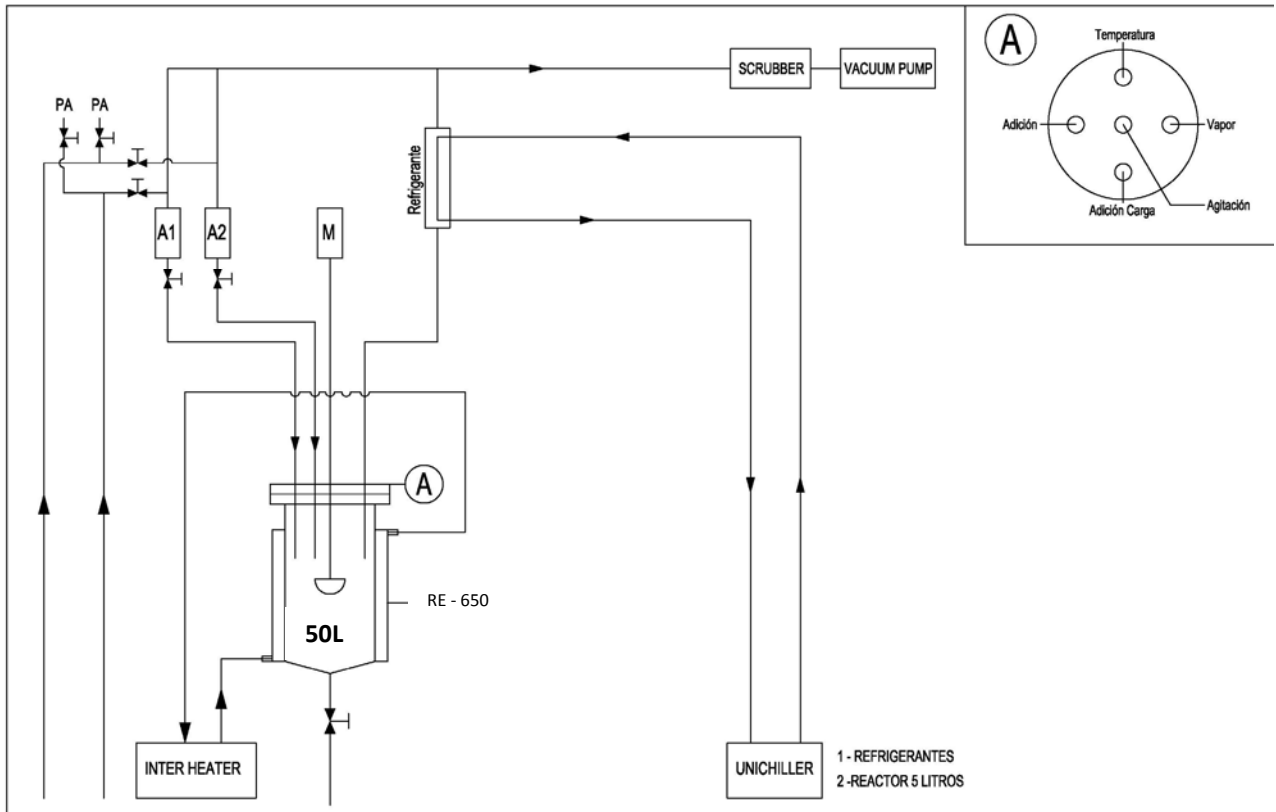 A
Temperatura
Adición
Vapor
Adición Carga
Agitación
SCRUBBER
VACUUM PUMP
PA
PA
Refrigerante
A1
A2
M
A
RE - 650
50L
INTER HEATER
UNICHILLER
1 - REFRIGERANTES
2 -REACTOR 5 LITROS